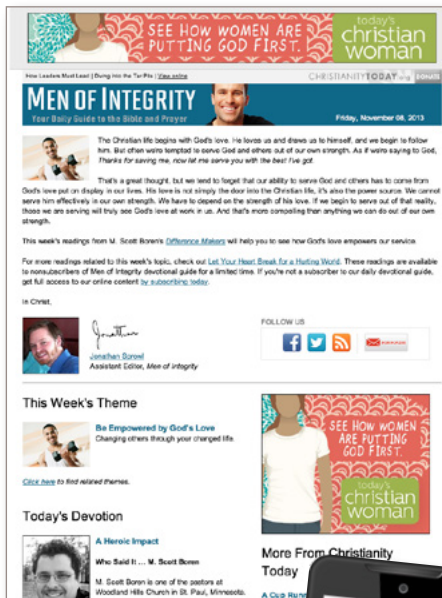 SEE HOW WOMEN ARE
PUTTING GOD FIRST.
today's
christian
woman
How Leaders Must Lead | Diving Into the Tar Pits | View online
CHRISTIANITYTODAY.org DONATE
MEN OF INTEGRITY
Your Daily Guide to the Bible and Prayer
Friday, November 08, 2013
The Christian life begins with God's love. He loves us and draws us to himself, and we begin to follow
him. But often we're tempted to serve God and others out of our own strength. As if we're saying to God,
Thanks for saving me, now let me serve you with the best I've got.
That's a great thought, but we tend to forget that our ability to serve God and others has to come from
God's love put on display in our lives. His love is not simply the door into the Christian life, it's also the power source. We cannot
serve him effectively in our own strength. We have to depend on the strength of his love. If we begin to serve out of that reality,
those we are serving will truly see God's love at work in us. And that's more compelling than anything we can do out of our own
strength.
This week's readings from M. Scott Boren's Difference Makers will help you to see how God's love empowers our service.
For more readings related to this week's topic, check out Let Your Heart Break for a Hurting World. These readings are available
to nonsubscribers of Men of Integrity devotional guide for a limited time. If you're not a subscriber to our daily devotional guide,
get full access to our online content by subscribing today.
In Christ,
Jonathan
Jonathan Sprowl
Assistant Editor, Men of Integrity
FOLLOW US
This Week's Theme
Be Empowered by God's Love
Changing others through your changed life.
Click here to find related themes.
SEE HOW WOMEN
ARE PUTTING
GOD FIRST.
today's
christian
woman
Today's Devotion
A Heroic Impact
Who Said It ... M. Scott Boren
M. Scott Boren is one of the pastors at
Woodland Hills Church in St. Paul, Minnesota.
More From Christianity
Today
A Cup Runn